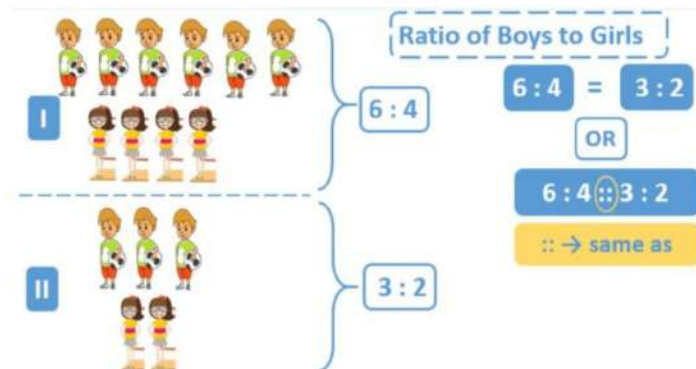 Ratio of Boys to Girls
I
6 : 4
6 : 4 = 3 : 2
OR
6 : 4 :: 3 : 2
:: → same as
II
3 : 2